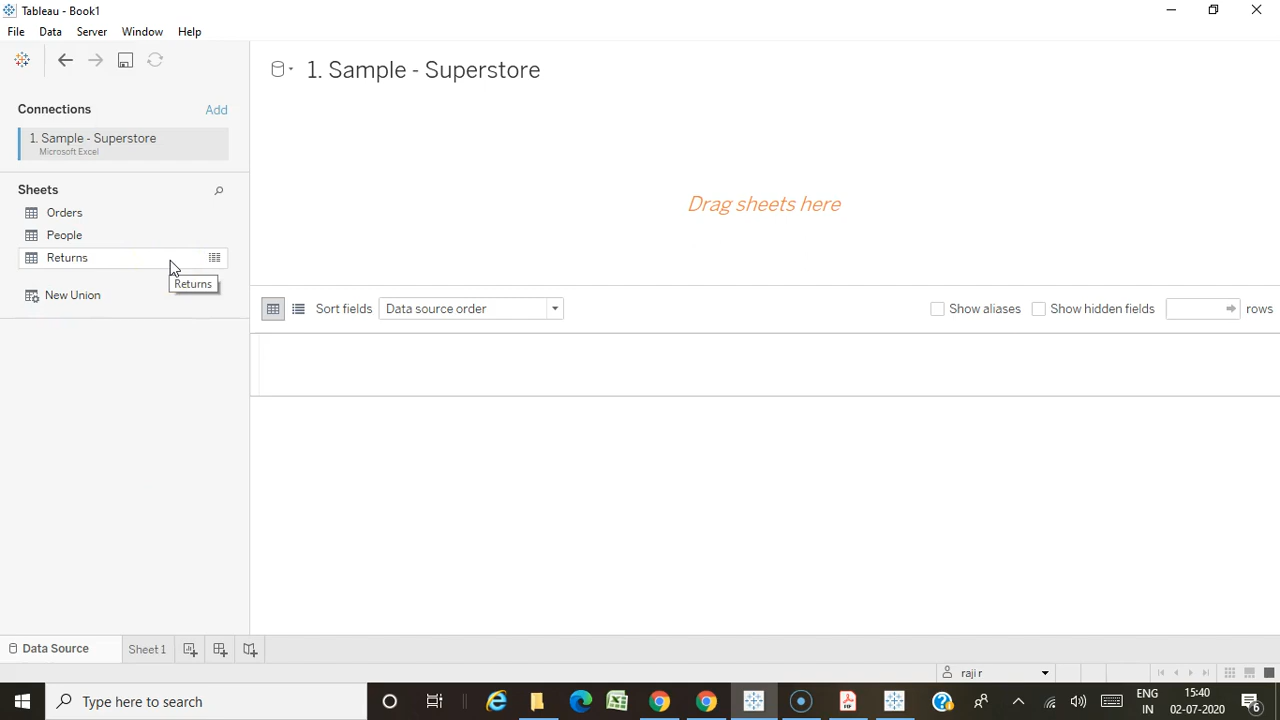 Tableau - Book1
File Data Server Window Help
1. Sample - Superstore
Connections Add
1. Sample - Superstore
Microsoft Excel
Sheets
Drag sheets here
Orders
People
Returns
Returns
New Union
Sort fields Data source order Show aliases Show hidden fields rows
Data Source Sheet 1
raji r
Type here to search
ENG
IN
15:40
02-07-2020
6